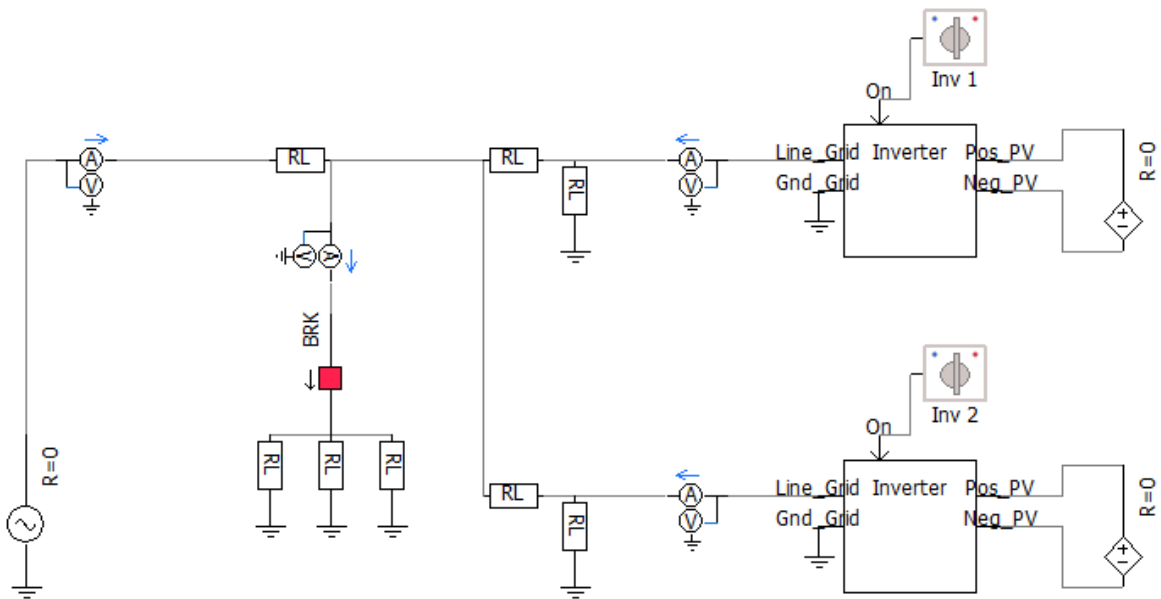 Inv 1
On
A
V
RL
RL
RL
A
V
Line_Grid Inverter Pos_PV
Gnd_Grid Neg_PV
R=0
V A
BRK
Inv 2
On
R=0
RL RL RL
RL
RL
A
V
Line_Grid Inverter Pos_PV
Gnd_Grid Neg_PV
R=0